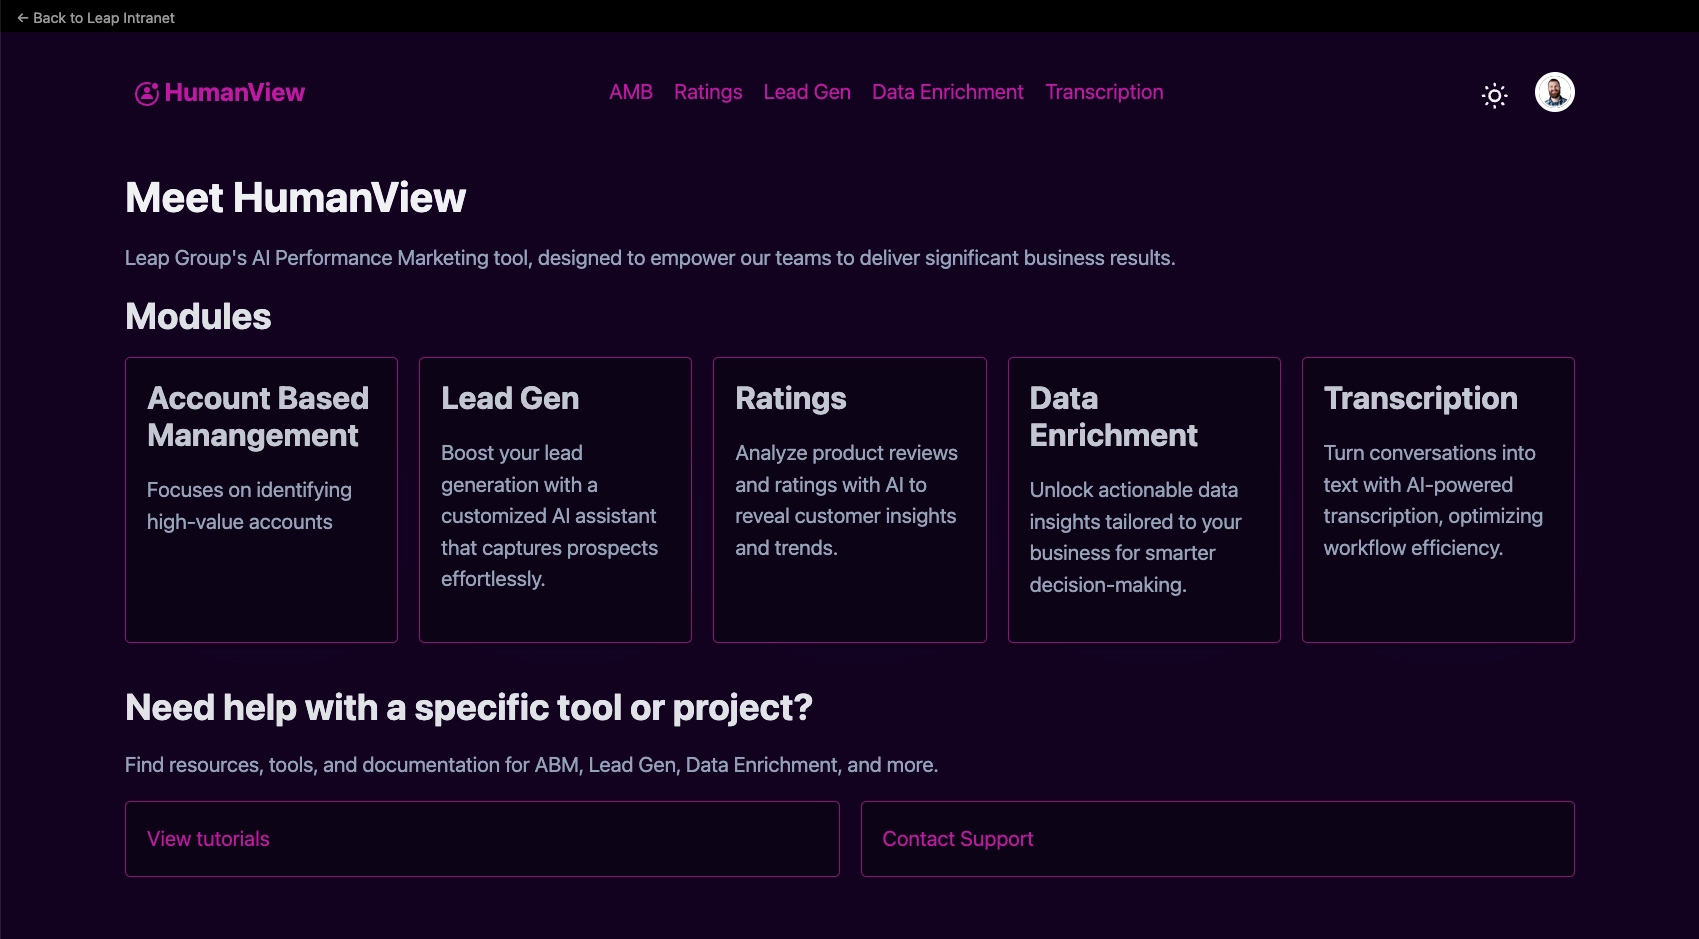 ← Back to Leap Intranet
HumanView
AMB Ratings Lead Gen Data Enrichment Transcription
Meet HumanView
Leap Group's AI Performance Marketing tool, designed to empower our teams to deliver significant business results.
Modules
Account Based
Manangement
Focuses on identifying
high-value accounts
Lead Gen
Boost your lead
generation with a
customized AI assistant
that captures prospects
effortlessly.
Ratings
Analyze product reviews
and ratings with AI to
reveal customer insights
and trends.
Data
Enrichment
Unlock actionable data
insights tailored to your
business for smarter
decision-making.
Transcription
Turn conversations into
text with AI-powered
transcription, optimizing
workflow efficiency.
Need help with a specific tool or project?
Find resources, tools, and documentation for ABM, Lead Gen, Data Enrichment, and more.
View tutorials
Contact Support